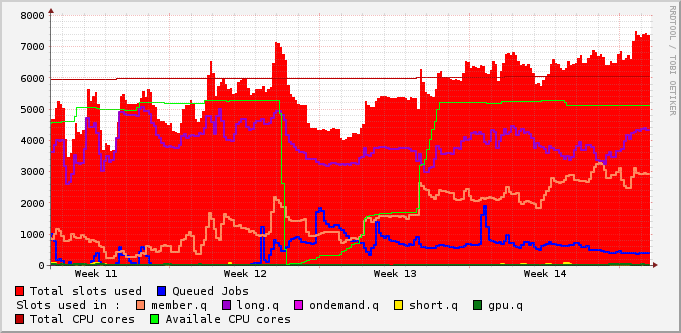 8000
7000
6000
5000
4000
3000
2000
1000
0
Week 11 Week 12 Week 13 Week 14
Total slots used Queued Jobs
Slots used in : member.q long.q ondemand.q short.q gpu.q
Total CPU cores Availale CPU cores
RRDTOOL / TOBI OETIKER